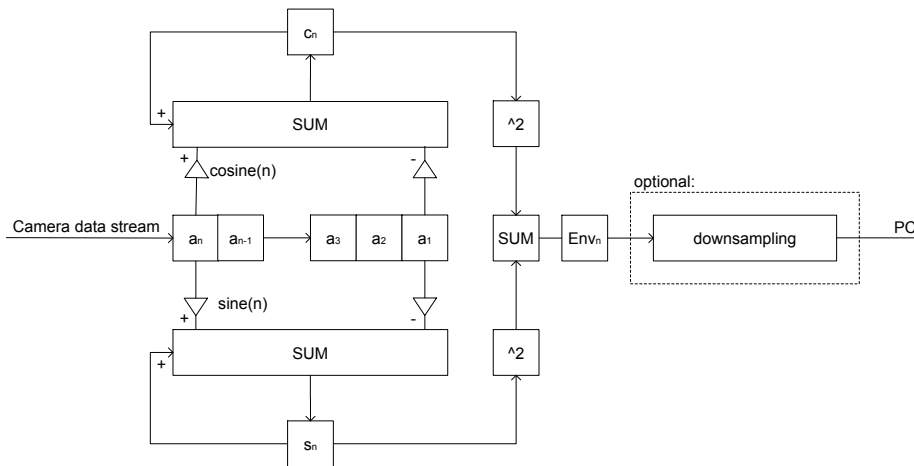 cₙ
+
SUM
^2
+
-
cosine(n)
optional:
Camera data stream
aₙ
aₙ₋₁
a₃
a₂
a₁
SUM
Envₙ
downsampling
PC
sine(n)
+
-
+
SUM
^2
sₙ